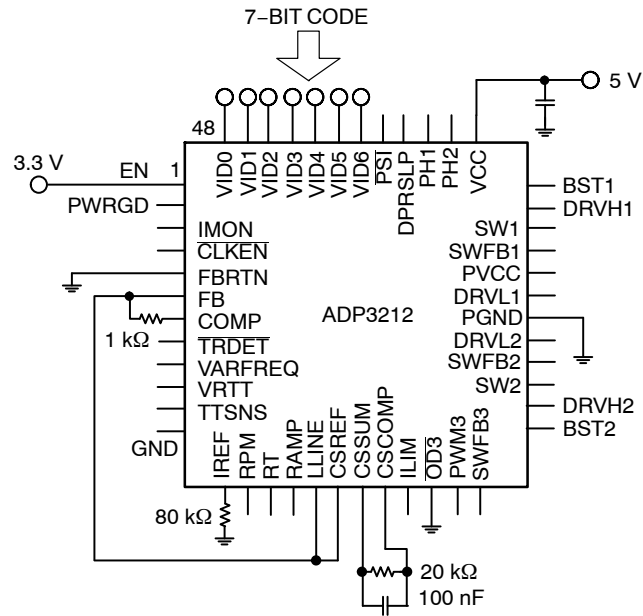 7–BIT CODE
5 V
48
VID0
VID1
VID2
VID3
VID4
VID5
VID6
PSI
DPRSLP
PH1
PH2
VCC
3.3 V
EN
1
PWRGD
IMON
CLKEN
FBRTN
FB
COMP
1 kΩ
TRDET
VARFREQ
VRTT
TTSNS
GND
ADP3212
BST1
DRVH1
SW1
SWFB1
PVCC
DRVL1
PGND
DRVL2
SWFB2
SW2
DRVH2
BST2
IREF
RPM
RT
RAMP
LLINE
CSREF
CSSUM
CSCOMP
ILIM
OD3
PWM3
SWFB3
80 kΩ
20 kΩ
100 nF